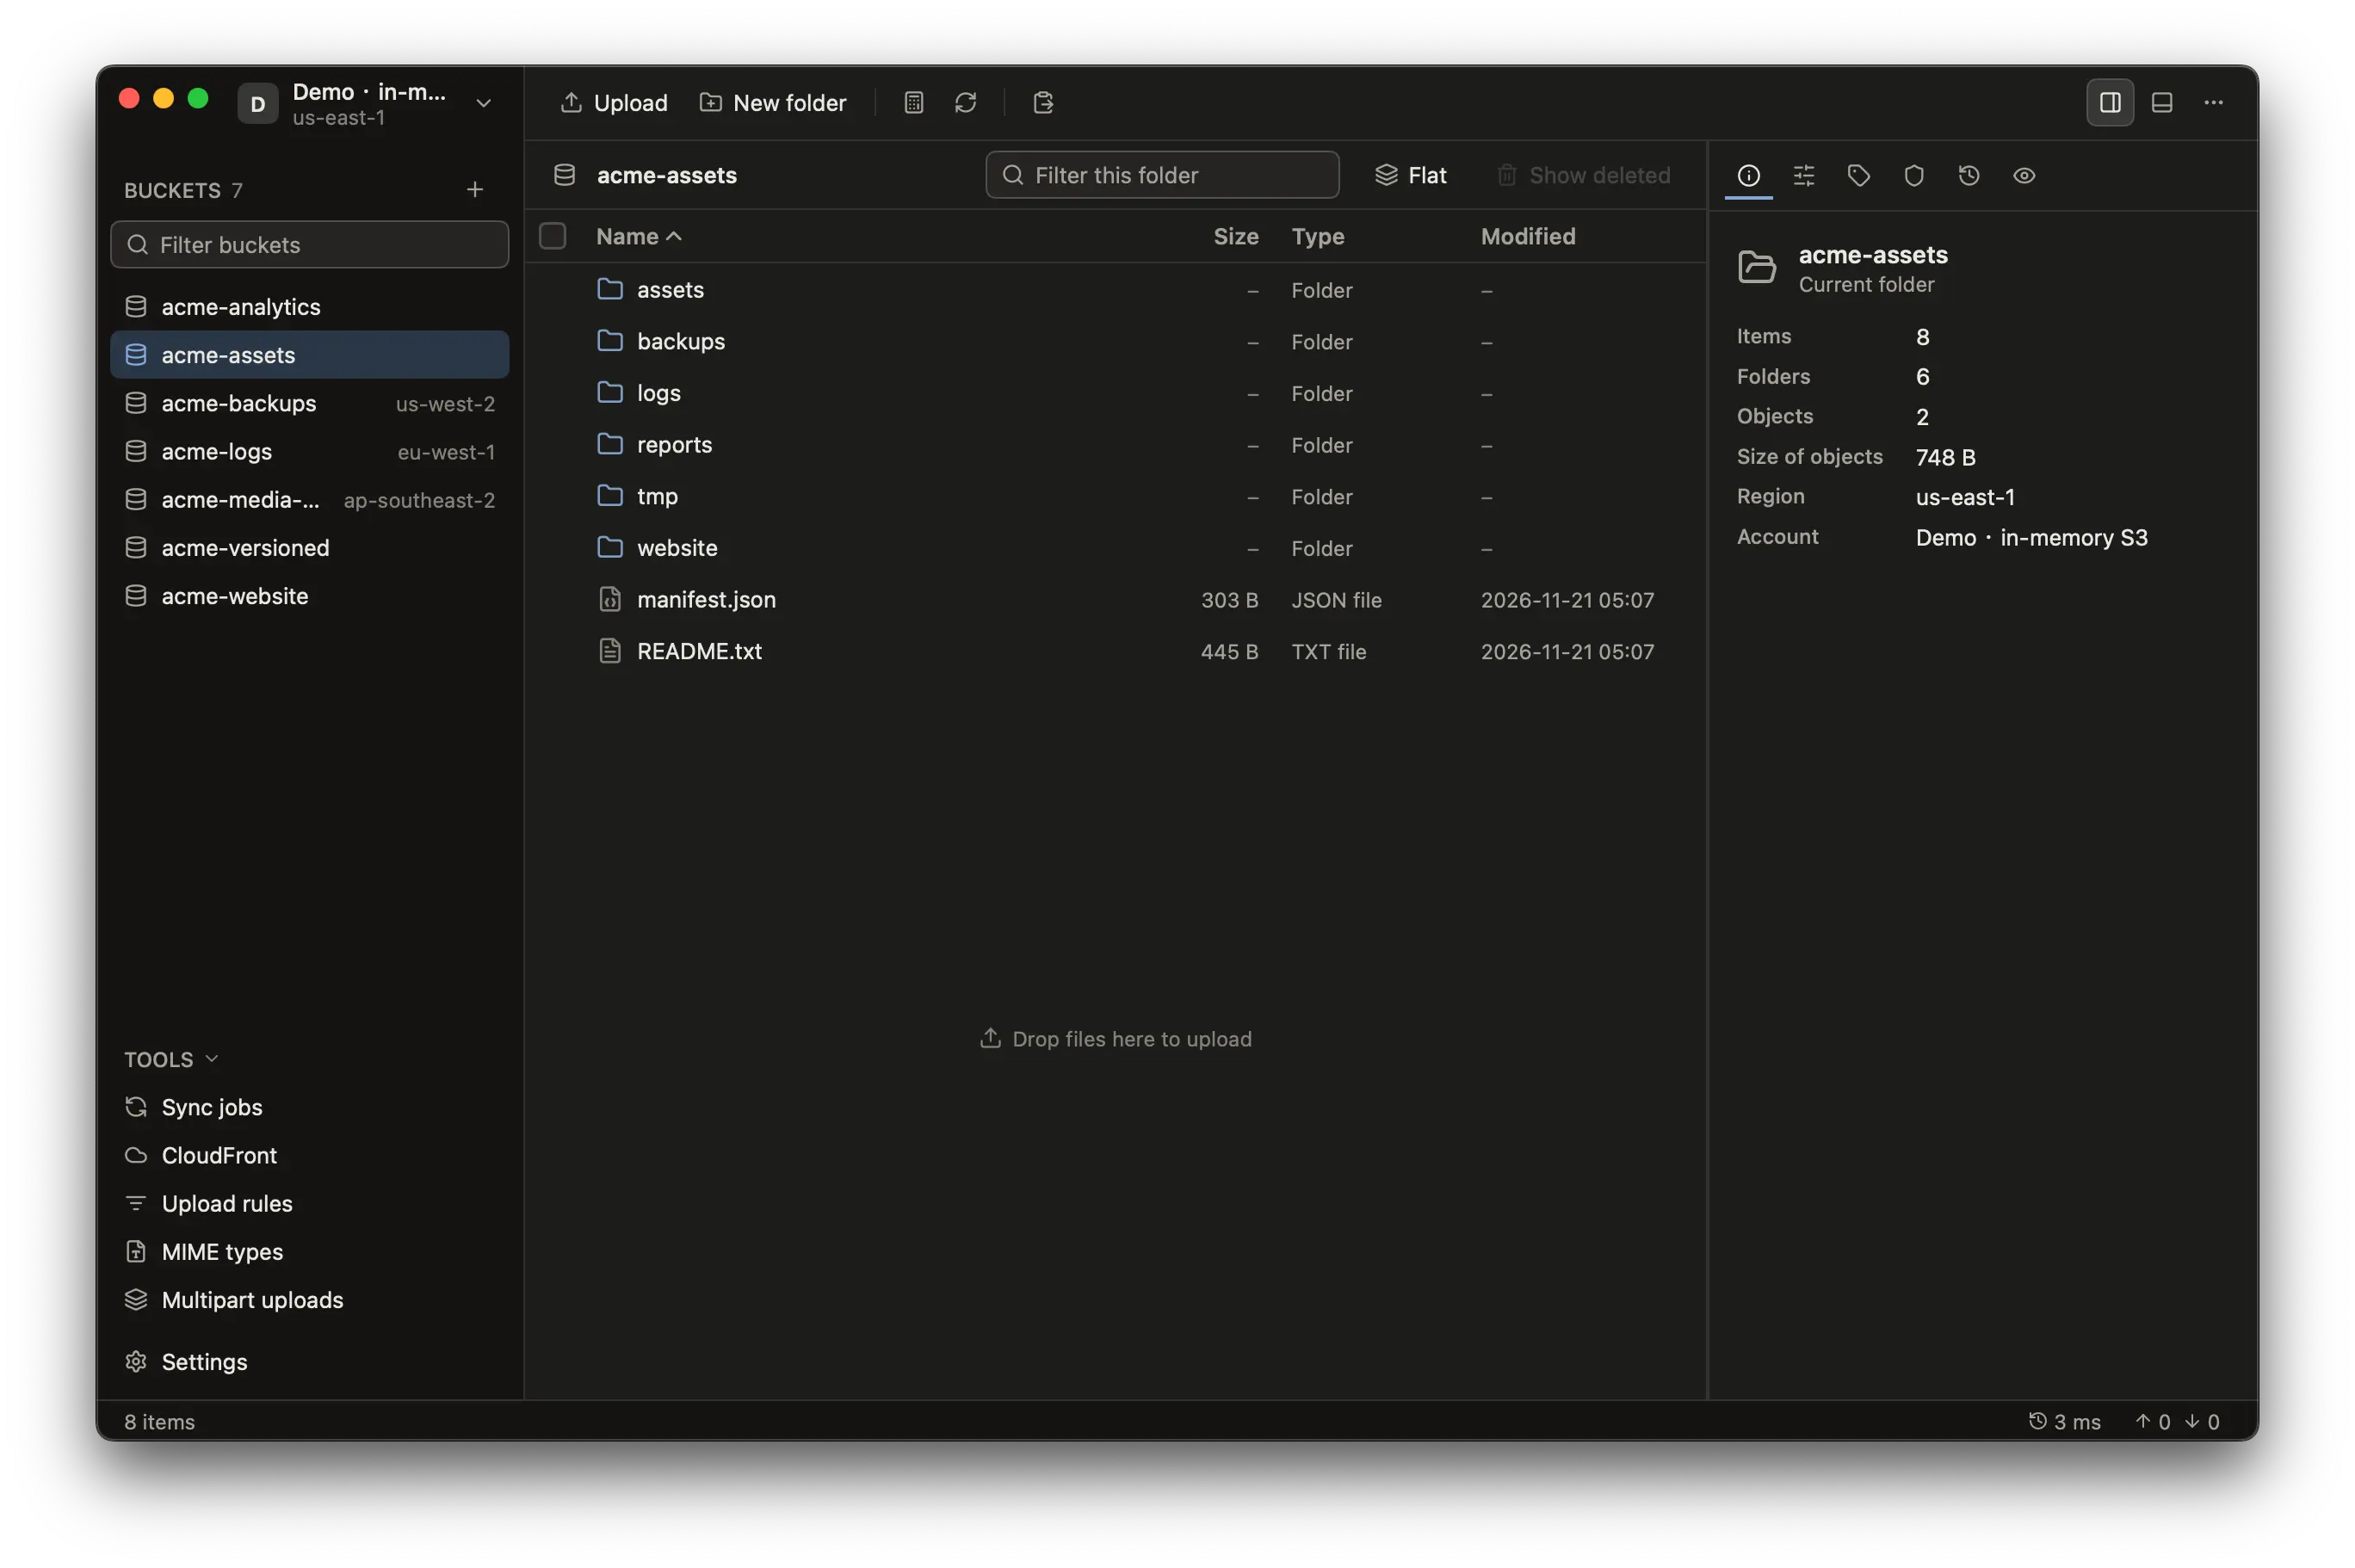 D
Demo · in-m...
us-east-1
Upload
New folder
BUCKETS 7
Filter buckets
acme-analytics
acme-assets
acme-backups us-west-2
acme-logs eu-west-1
acme-media-... ap-southeast-2
acme-versioned
acme-website
TOOLS
Sync jobs
CloudFront
Upload rules
MIME types
Multipart uploads
Settings
acme-assets
Filter this folder
Flat
Show deleted
Name Size Type Modified
assets – Folder –
backups – Folder –
logs – Folder –
reports – Folder –
tmp – Folder –
website – Folder –
manifest.json 303 B JSON file 2026-11-21 05:07
README.txt 445 B TXT file 2026-11-21 05:07
Drop files here to upload
acme-assets
Current folder
Items 8
Folders 6
Objects 2
Size of objects 748 B
Region us-east-1
Account Demo · in-memory S3
8 items
3 ms
0
0